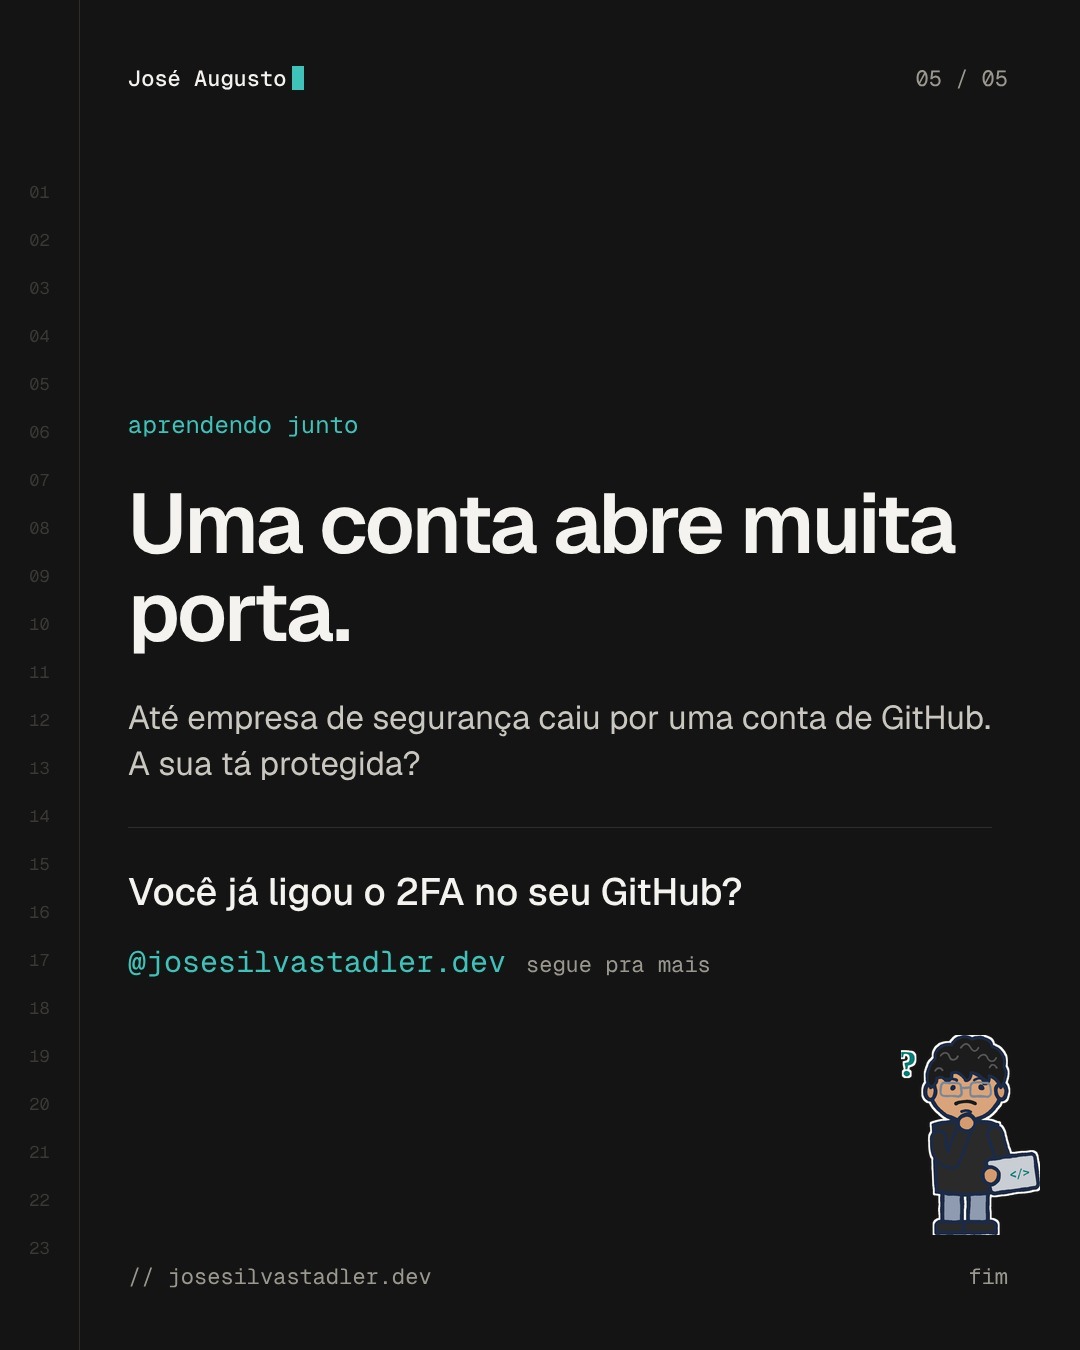 José Augusto
05 / 05
01
02
03
04
05
06
07
08
09
10
11
12
13
14
15
16
17
18
19
20
21
22
23
aprendendo junto
Uma conta abre muita
porta.
Até empresa de segurança caiu por uma conta de GitHub.
A sua tá protegida?
Você já ligou o 2FA no seu GitHub?
@josesilvastadler.dev segue pra mais
?
</>
// josesilvastadler.dev
fim